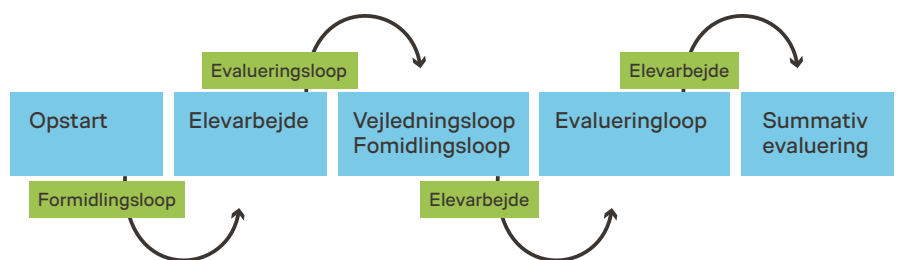 Evalueringsloop
Elevarbejde
Opstart
Elevarbejde
Vejledningsloop
Fomidlingsloop
Evalueringloop
Summativ
evaluering
Formidlingsloop
Elevarbejde